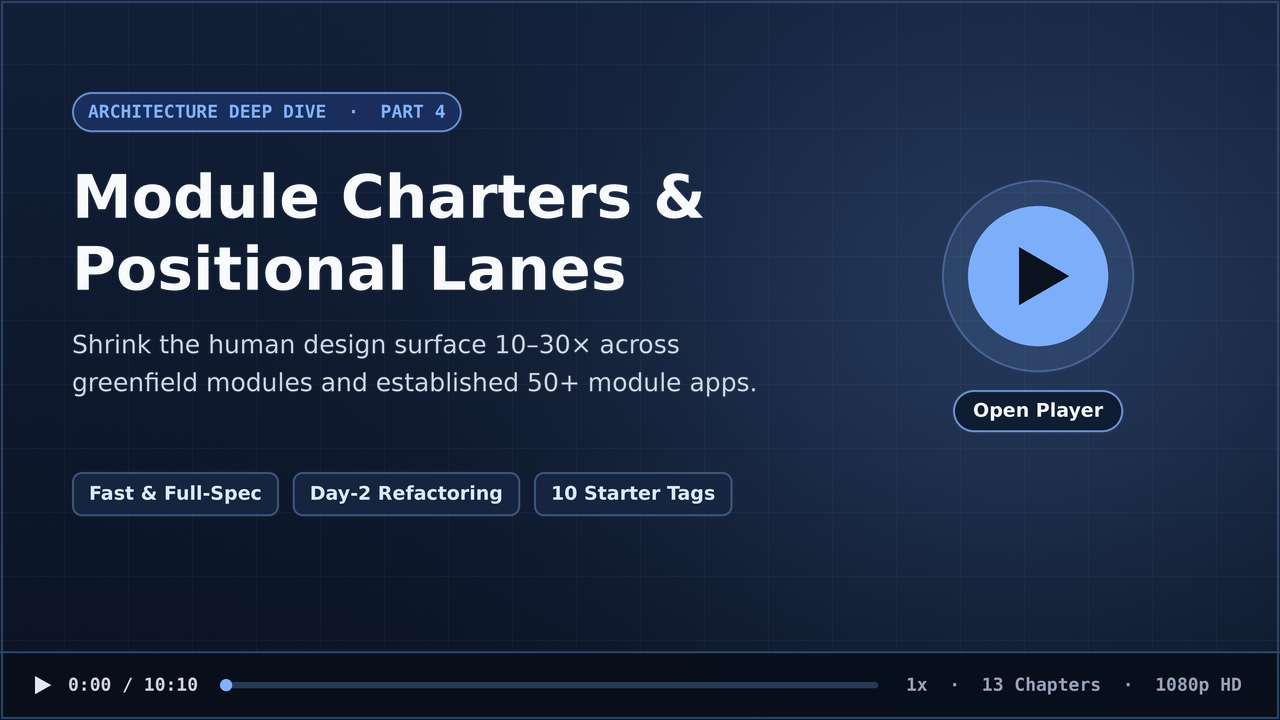 ARCHITECTURE DEEP DIVE · PART 4
Module Charters &
Positional Lanes
Shrink the human design surface 10–30× across
greenfield modules and established 50+ module apps.
Open Player
Fast & Full-Spec
Day-2 Refactoring
10 Starter Tags
0:00 / 10:10
1x · 13 Chapters · 1080p HD